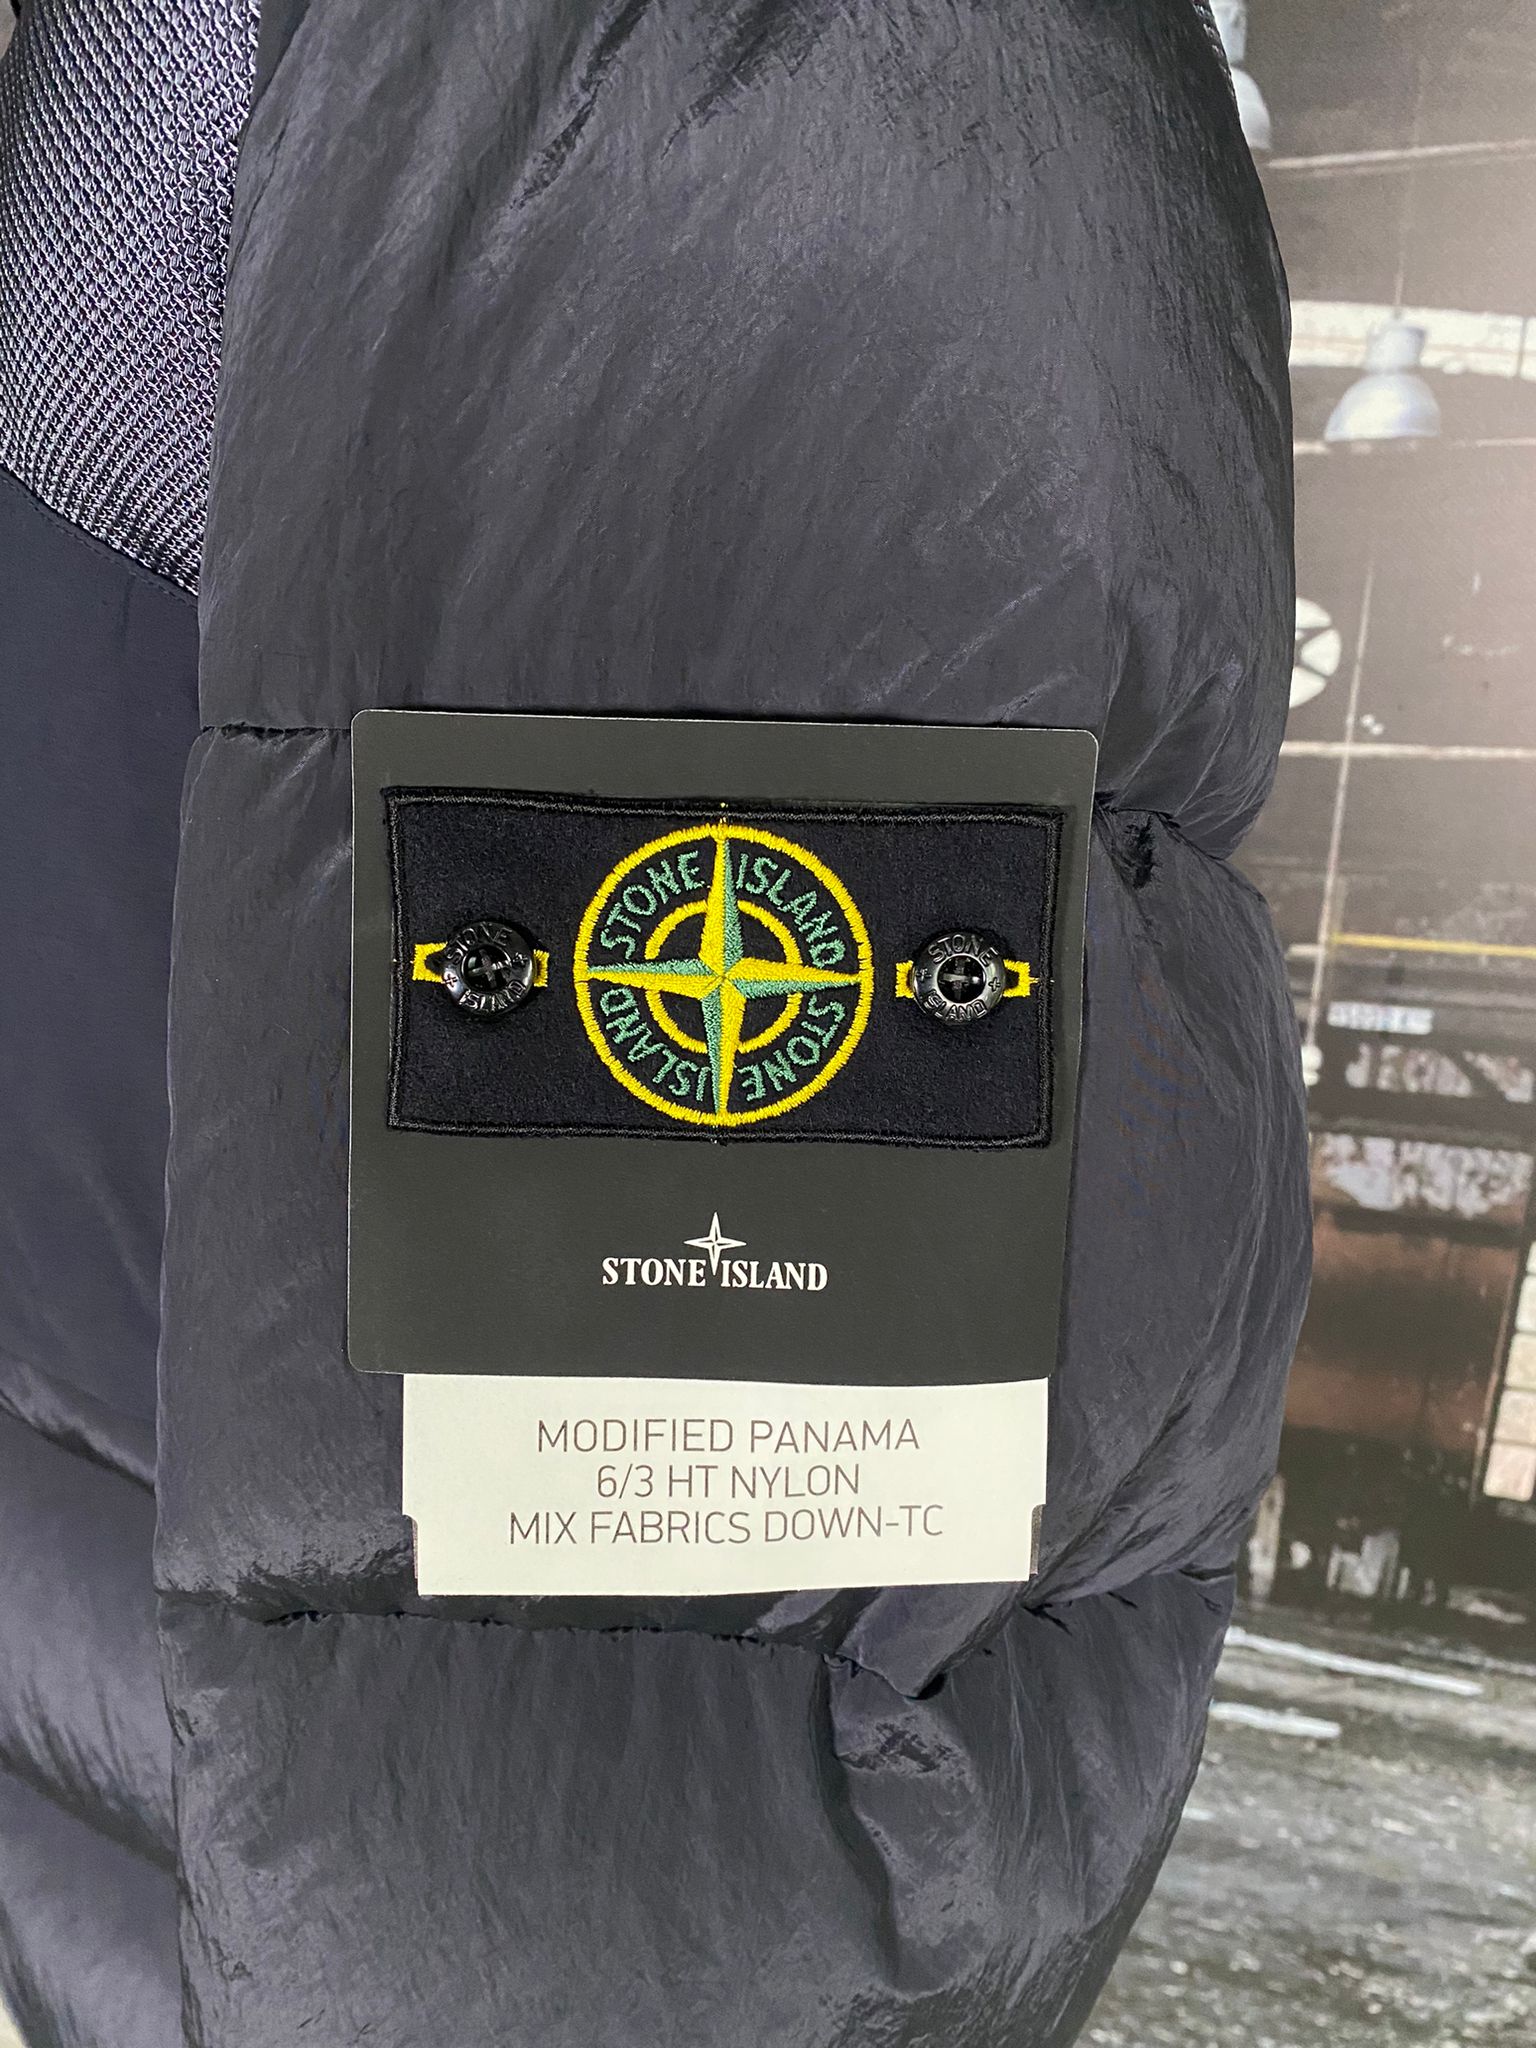 STONE ISLAND
STONE ISLAND
STONE ISLAND
STONE ISLAND
STONE ISLAND
MODIFIED PANAMA
6/3 HT NYLON
MIX FABRICS DOWN-TC